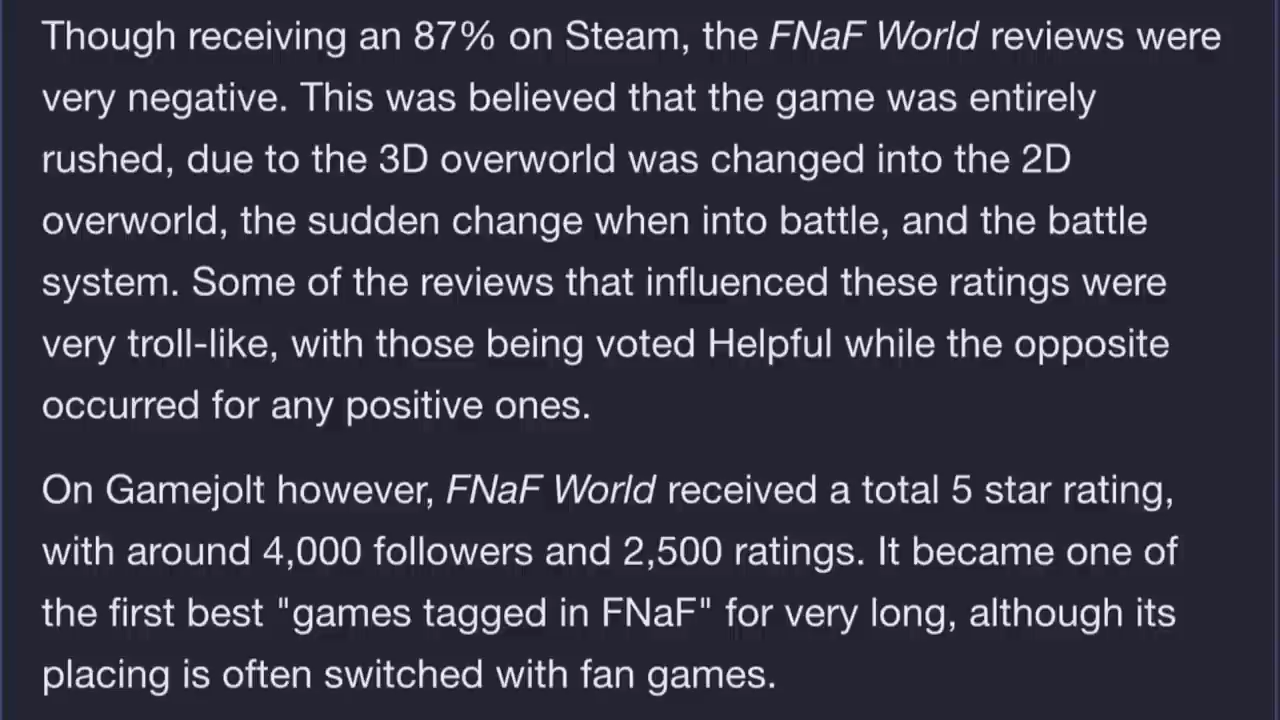 Though receiving an 87% on Steam, the FNaF World reviews were
very negative. This was believed that the game was entirely
rushed, due to the 3D overworld was changed into the 2D
overworld, the sudden change when into battle, and the battle
system. Some of the reviews that influenced these ratings were
very troll-like, with those being voted Helpful while the opposite
occurred for any positive ones.
On Gamejolt however, FNaF World received a total 5 star rating,
with around 4,000 followers and 2,500 ratings. It became one of
the first best "games tagged in FNaF" for very long, although its
placing is often switched with fan games.